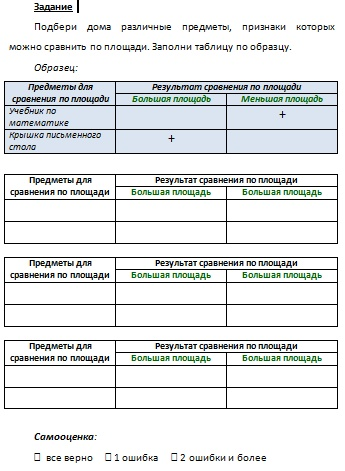 Задание
Подбери дома различные предметы, признаки которых
можно сравнить по площади. Заполни таблицу по образцу.
Образец:
Предметы для сравнения по площади Результат сравнения по площади
Большая площадь Меньшая площадь
Учебник по математике +
Крышка письменного стола +
Предметы для сравнения по площади Результат сравнения по площади
Большая площадь Большая площадь
Предметы для сравнения по площади Результат сравнения по площади
Большая площадь Большая площадь
Предметы для сравнения по площади Результат сравнения по площади
Большая площадь Большая площадь
Самооценка:
□ все верно □ 1 ошибка □ 2 ошибки и более